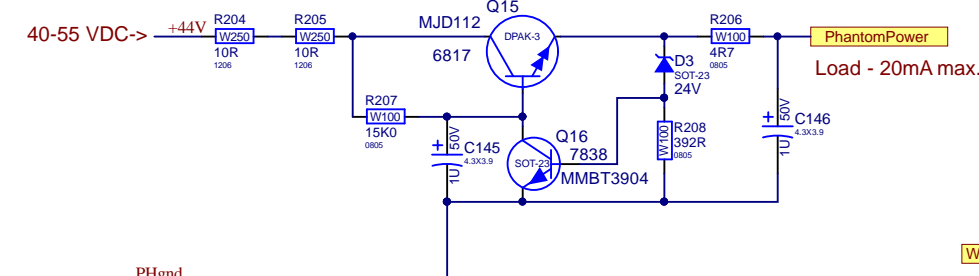 Q15
R204
R205
MJD112
R206
40-55 VDC->
+44V
W250
W250
DPAK-3
W100
PhantomPower
10R
10R
6817
4R7
1206
1206
0805
D3
SOT-23
24V
Load - 20mA max.
R207
W100
15K0
0805
50V
C145
4.3X3.9
1U
Q16
7838
SOT-23
MMBT3904
R208
W100
392R
0805
50V
C146
4.3X3.9
1U
W
PHgnd